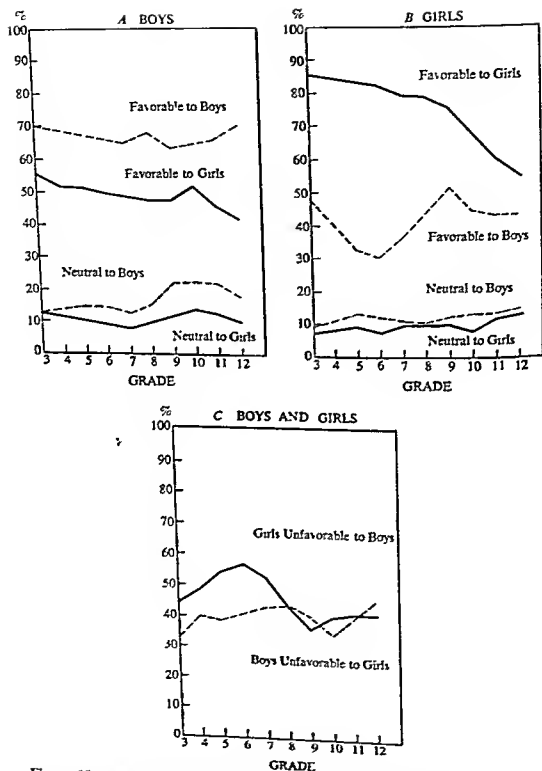 %
A BOYS
100
90
80
70
60
50
40
30
20
10
0
Favorable to Boys
Favorable to Girls
Neutral to Boys
Neutral to Girls
3 4 5 6 7 8 9 10 11 12
GRADE
%
B GIRLS
100
90
80
70
60
50
40
30
20
10
0
Favorable to Girls
Favorable to Boys
Neutral to Boys
Neutral to Girls
3 4 5 6 7 8 9 10 11 12
GRADE
%
C BOYS AND GIRLS
100
90
80
70
60
50
40
30
20
10
0
Girls Unfavorable to Boys
Boys Unfavorable to Girls
3 4 5 6 7 8 9 10 11 12
GRADE